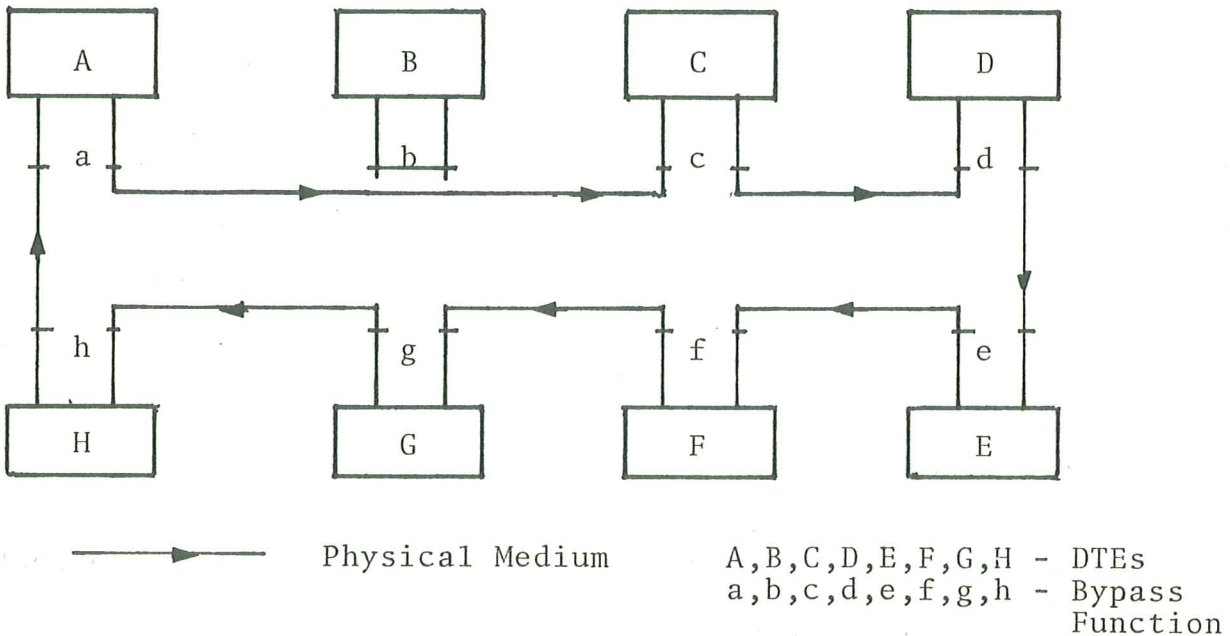 A B C D
a b c d
h g f e
H G F E
Physical Medium
A,B,C,D,E,F,G,H - DTEs
a,b,c,d,e,f,g,h - Bypass
Function